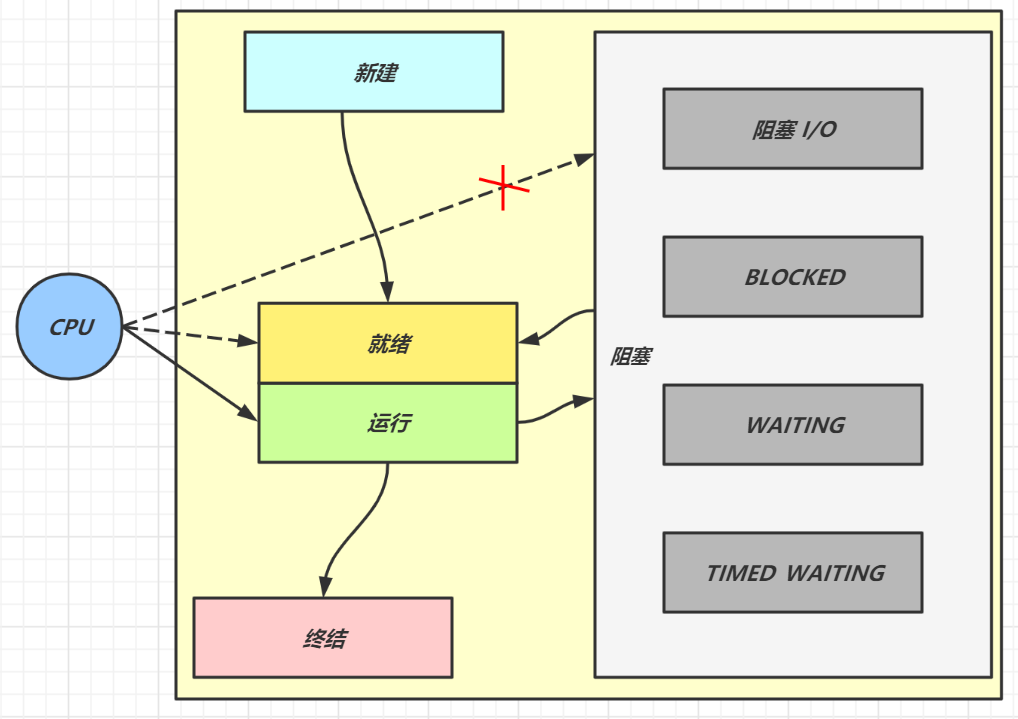 新建
阻塞 I/O
BLOCKED
CPU
就绪
阻塞
运行
WAITING
TIMED WAITING
终结